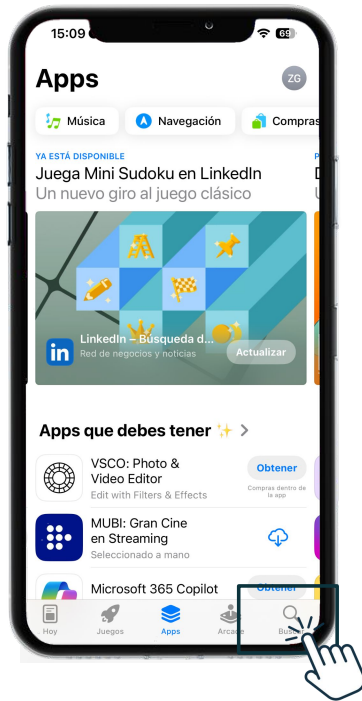 15:09
69
Apps
ZG
Música
Navegación
Compras
YA ESTÁ DISPONIBLE
Juega Mini Sudoku en LinkedIn
Un nuevo giro al juego clásico
in
LinkedIn – Búsqueda d...
Red de negocios y noticias
Actualizar
Apps que debes tener
VSCO: Photo &
Video Editor
Edit with Filters & Effects
Obtener
Compras dentro de
la app
MUBI: Gran Cine
en Streaming
Seleccionado a mano
Microsoft 365 Copilot
Obtener
Hoy
Juegos
Apps
Arcade
Buscar